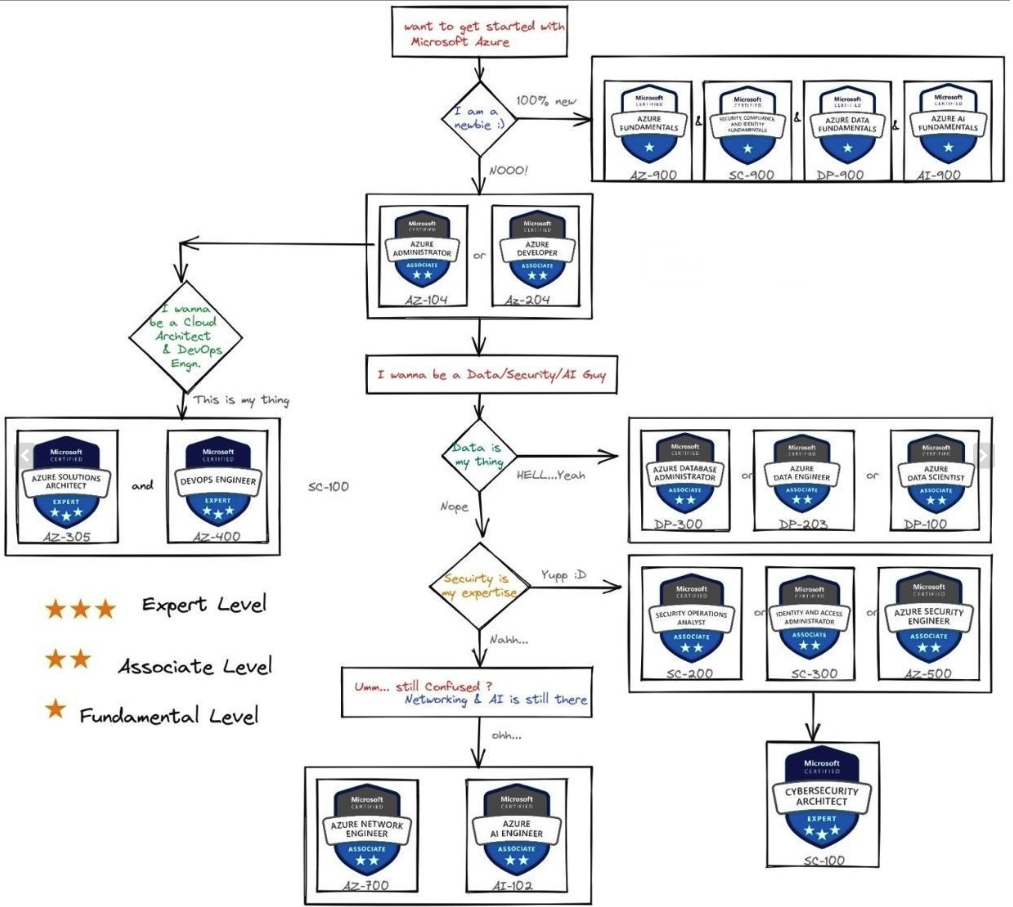 want to get started with
Microsoft Azure
I am a
newbie :)
100% new
Microsoft
CERTIFIED
AZURE
FUNDAMENTALS
AZ-900
&
Microsoft
CERTIFIED
SECURITY COMPLIANCE
AND IDENTITY
FUNDAMENTALS
SC-900
&
Microsoft
CERTIFIED
AZURE DATA
FUNDAMENTALS
DP-900
&
Microsoft
CERTIFIED
AZURE AI
FUNDAMENTALS
AI-900
NOOO!
Microsoft
CERTIFIED
AZURE
ADMINISTRATOR
ASSOCIATE
AZ-104
or
Microsoft
CERTIFIED
AZURE
DEVELOPER
ASSOCIATE
Az-204
I wanna
be a Cloud
Architect
& DevOps
Engn.
This is my thing
Microsoft
CERTIFIED
AZURE SOLUTIONS
ARCHITECT
EXPERT
AZ-305
and
Microsoft
CERTIFIED
DEVOPS ENGINEER
EXPERT
AZ-400
SC-100
I wanna be a Data/Security/AI Guy
Data is
my thing
HELL...Yeah
Microsoft
CERTIFIED
AZURE DATABASE
ADMINISTRATOR
ASSOCIATE
DP-300
or
Microsoft
CERTIFIED
AZURE
DATA ENGINEER
ASSOCIATE
DP-203
or
Microsoft
CERTIFIED
AZURE
DATA SCIENTIST
ASSOCIATE
DP-100
Nope
Secuirty is
my expertise
Yupp :D
Microsoft
CERTIFIED
SECURITY OPERATIONS
ANALYST
ASSOCIATE
SC-200
or
Microsoft
CERTIFIED
IDENTITY AND ACCESS
ADMINISTRATOR
ASSOCIATE
SC-300
or
Microsoft
CERTIFIED
AZURE SECURITY
ENGINEER
ASSOCIATE
AZ-500
Nahh...
Umm... still Confused ?
Networking & AI is still there
ohh...
Microsoft
CERTIFIED
AZURE NETWORK
ENGINEER
ASSOCIATE
AZ-700
Microsoft
CERTIFIED
AZURE
AI ENGINEER
ASSOCIATE
AI-102
Microsoft
CERTIFIED
CYBERSECURITY
ARCHITECT
EXPERT
SC-100
Expert Level
Associate Level
Fundamental Level